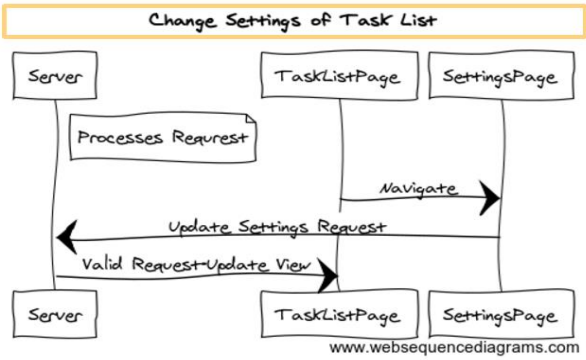 Change Settings of Task List
Server TaskListPage SettingsPage
Processes Requrest
Navigate
Update Settings Request
Valid Request-Update View
Server TaskListPage SettingsPage
www.websequencediagrams.com